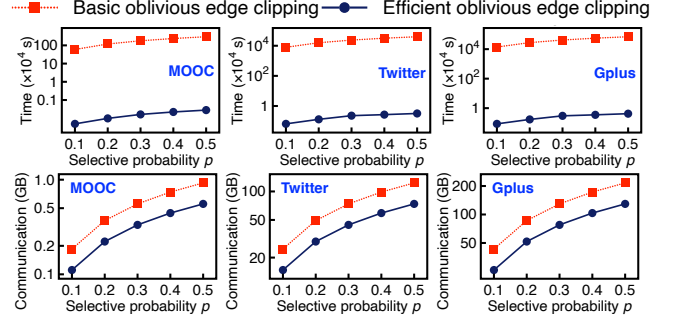 Basic oblivious edge clipping Efficient oblivious edge clipping
Time (×10⁴ s)
100
10
1
0.1
MOOC
0.1 0.2 0.3 0.4 0.5
Selective probability p
Time (×10⁴ s)
10⁴
10²
1
Twitter
0.1 0.2 0.3 0.4 0.5
Selective probability p
Time (×10⁴ s)
10⁴
10²
1
Gplus
0.1 0.2 0.3 0.4 0.5
Selective probability p
Communication (GB)
1.0
0.5
0.2
0.1
MOOC
0.1 0.2 0.3 0.4 0.5
Selective probability p
Communication (GB)
100
50
20
Twitter
0.1 0.2 0.3 0.4 0.5
Selective probability p
Communication (GB)
200
100
50
Gplus
0.1 0.2 0.3 0.4 0.5
Selective probability p